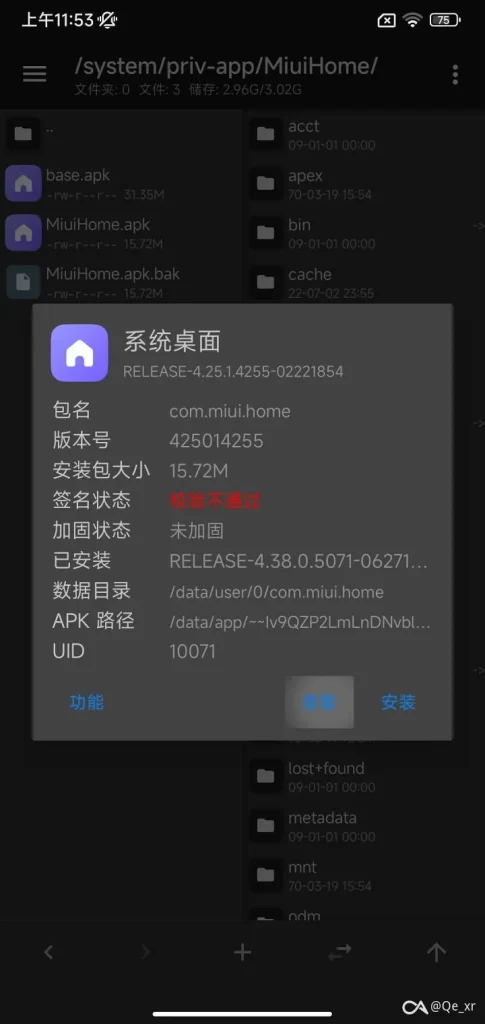 上午11:53
75
/system/priv-app/MiuiHome/
文件夹: 0 文件: 3 储存: 2.96G/3.02G
..
base.apk
-rw-r--r-- 31.35M
MiuiHome.apk
-rw-r--r-- 15.72M
MiuiHome.apk.bak
-rw-r--r-- 15.72M
acct
09-01-01 00:00
apex
70-03-19 15:54
bin
09-01-01 00:00
cache
22-07-02 23:55
系统桌面
RELEASE-4.25.1.4255-02221854
包名 com.miui.home
版本号 425014255
安装包大小 15.72M
签名状态 校验不通过
加固状态 未加固
已安装 RELEASE-4.38.0.5071-06271...
数据目录 /data/user/0/com.miui.home
APK 路径 /data/app/~~Iv9QZP2LmLnDNvbl...
UID 10071
功能 查看 安装
lost+found
09-01-01 00:00
metadata
09-01-01 00:00
mnt
70-03-19 15:54
odm
@Qe_xr